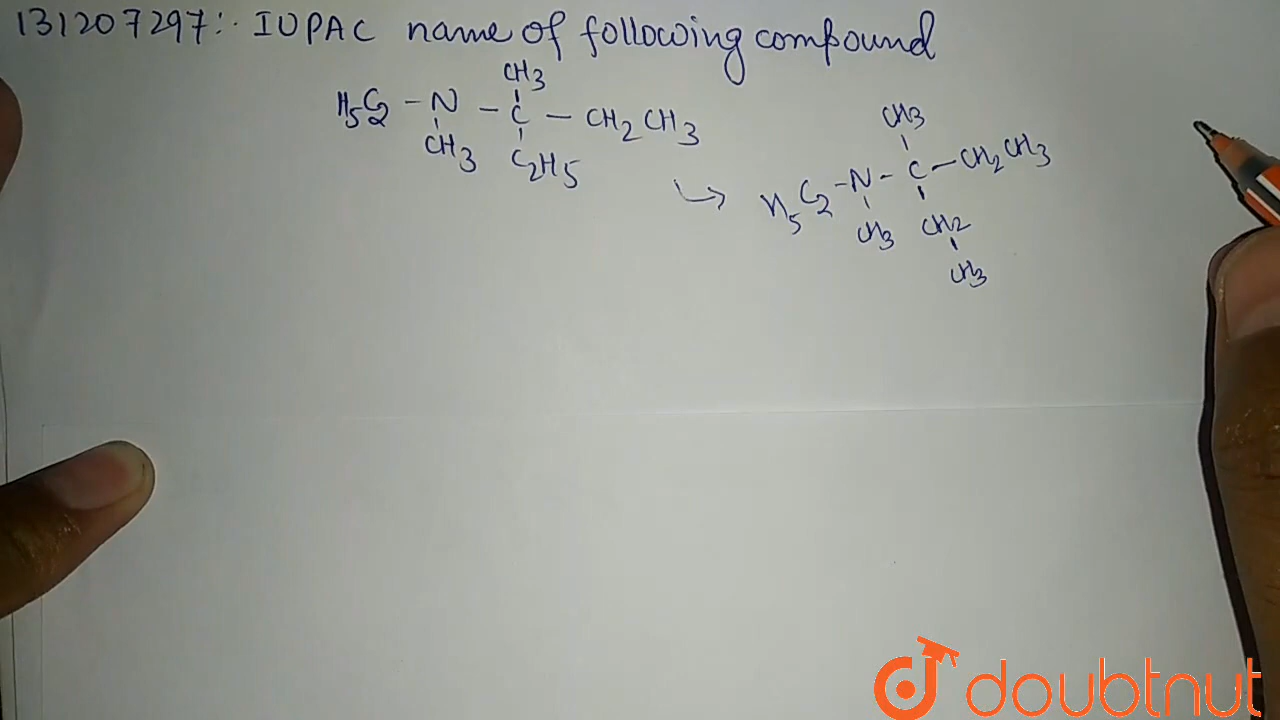 131207297:- IUPAC name of following compound
CH3
H5C2 - N - C - CH2CH3
CH3 C2H5
CH3
H5C2 - N - C - CH2CH3
CH3 CH2
CH3
doubtnut